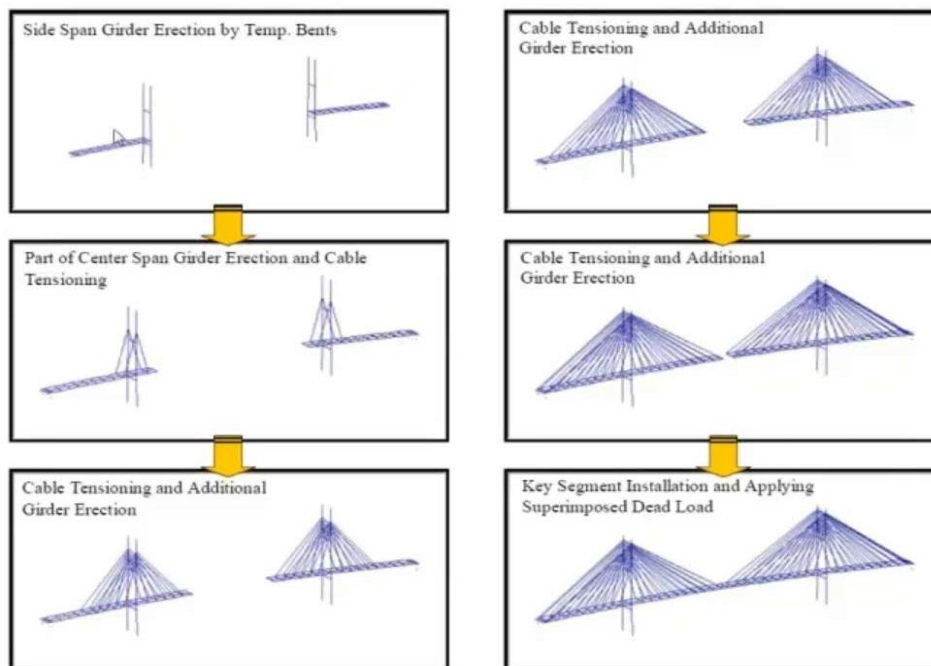 Side Span Girder Erection by Temp. Bents
Part of Center Span Girder Erection and Cable
Tensioning
Cable Tensioning and Additional
Girder Erection
Cable Tensioning and Additional
Girder Erection
Cable Tensioning and Additional
Girder Erection
Key Segment Installation and Applying
Superimposed Dead Load